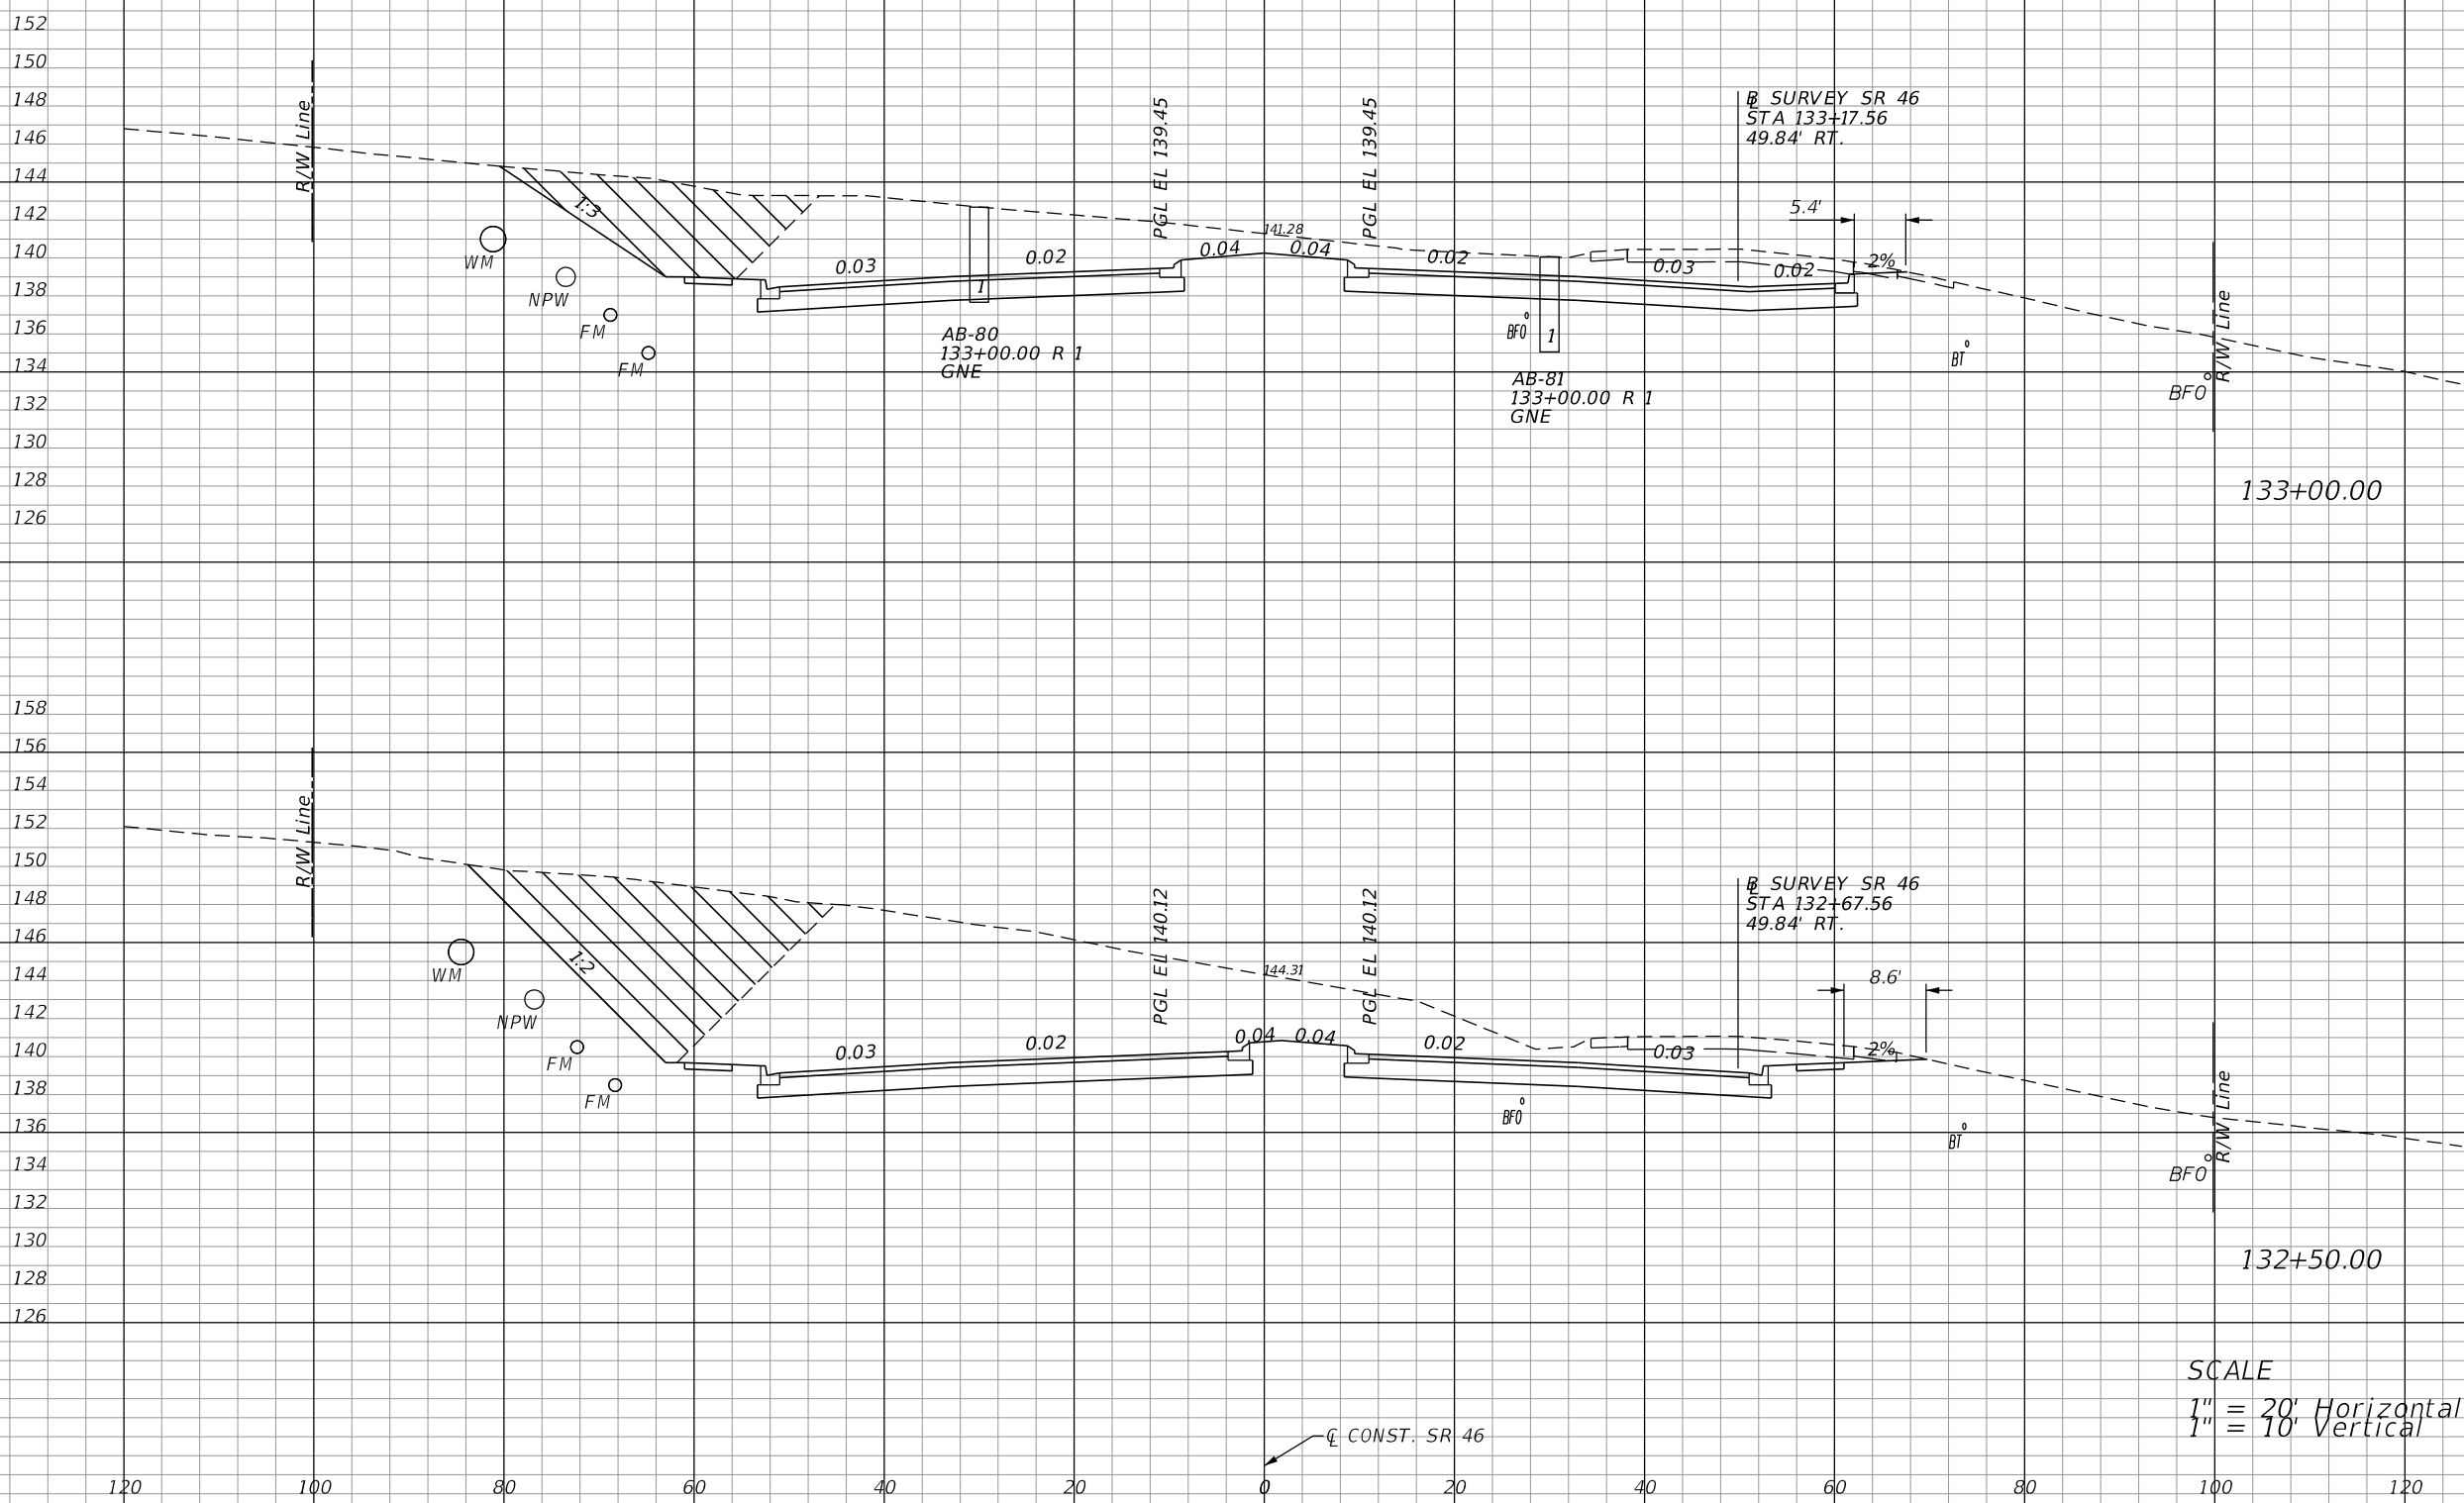 152
150
148
146
144
142
140
138
136
134
132
130
128
126
R/W Line
1:3
WM
NPW
FM
FM
0.03
0.02
1
AB-80
133+00.00 R 1
GNE
PGL EL 139.45
0.04
141.28
0.04
PGL EL 139.45
0.02
BFO
1
AB-81
133+00.00 R 1
GNE
0.03
0.02
BL SURVEY SR 46
STA 133+17.56
49.84' RT.
5.4'
2%
BT
BFO
R/W Line
133+00.00
158
156
154
152
150
148
146
144
142
140
138
136
134
132
130
128
126
R/W Line
1:2
WM
NPW
FM
FM
0.03
0.02
PGL EL 140.12
144.31
0.04
0.04
PGL EL 140.12
0.02
BFO
0.03
BL SURVEY SR 46
STA 132+67.56
49.84' RT.
8.6'
2%
BT
BFO
R/W Line
132+50.00
SCALE
1" = 20' Horizontal
1" = 10' Vertical
CL CONST. SR 46
120 100 80 60 40 20 0 20 40 60 80 100 120